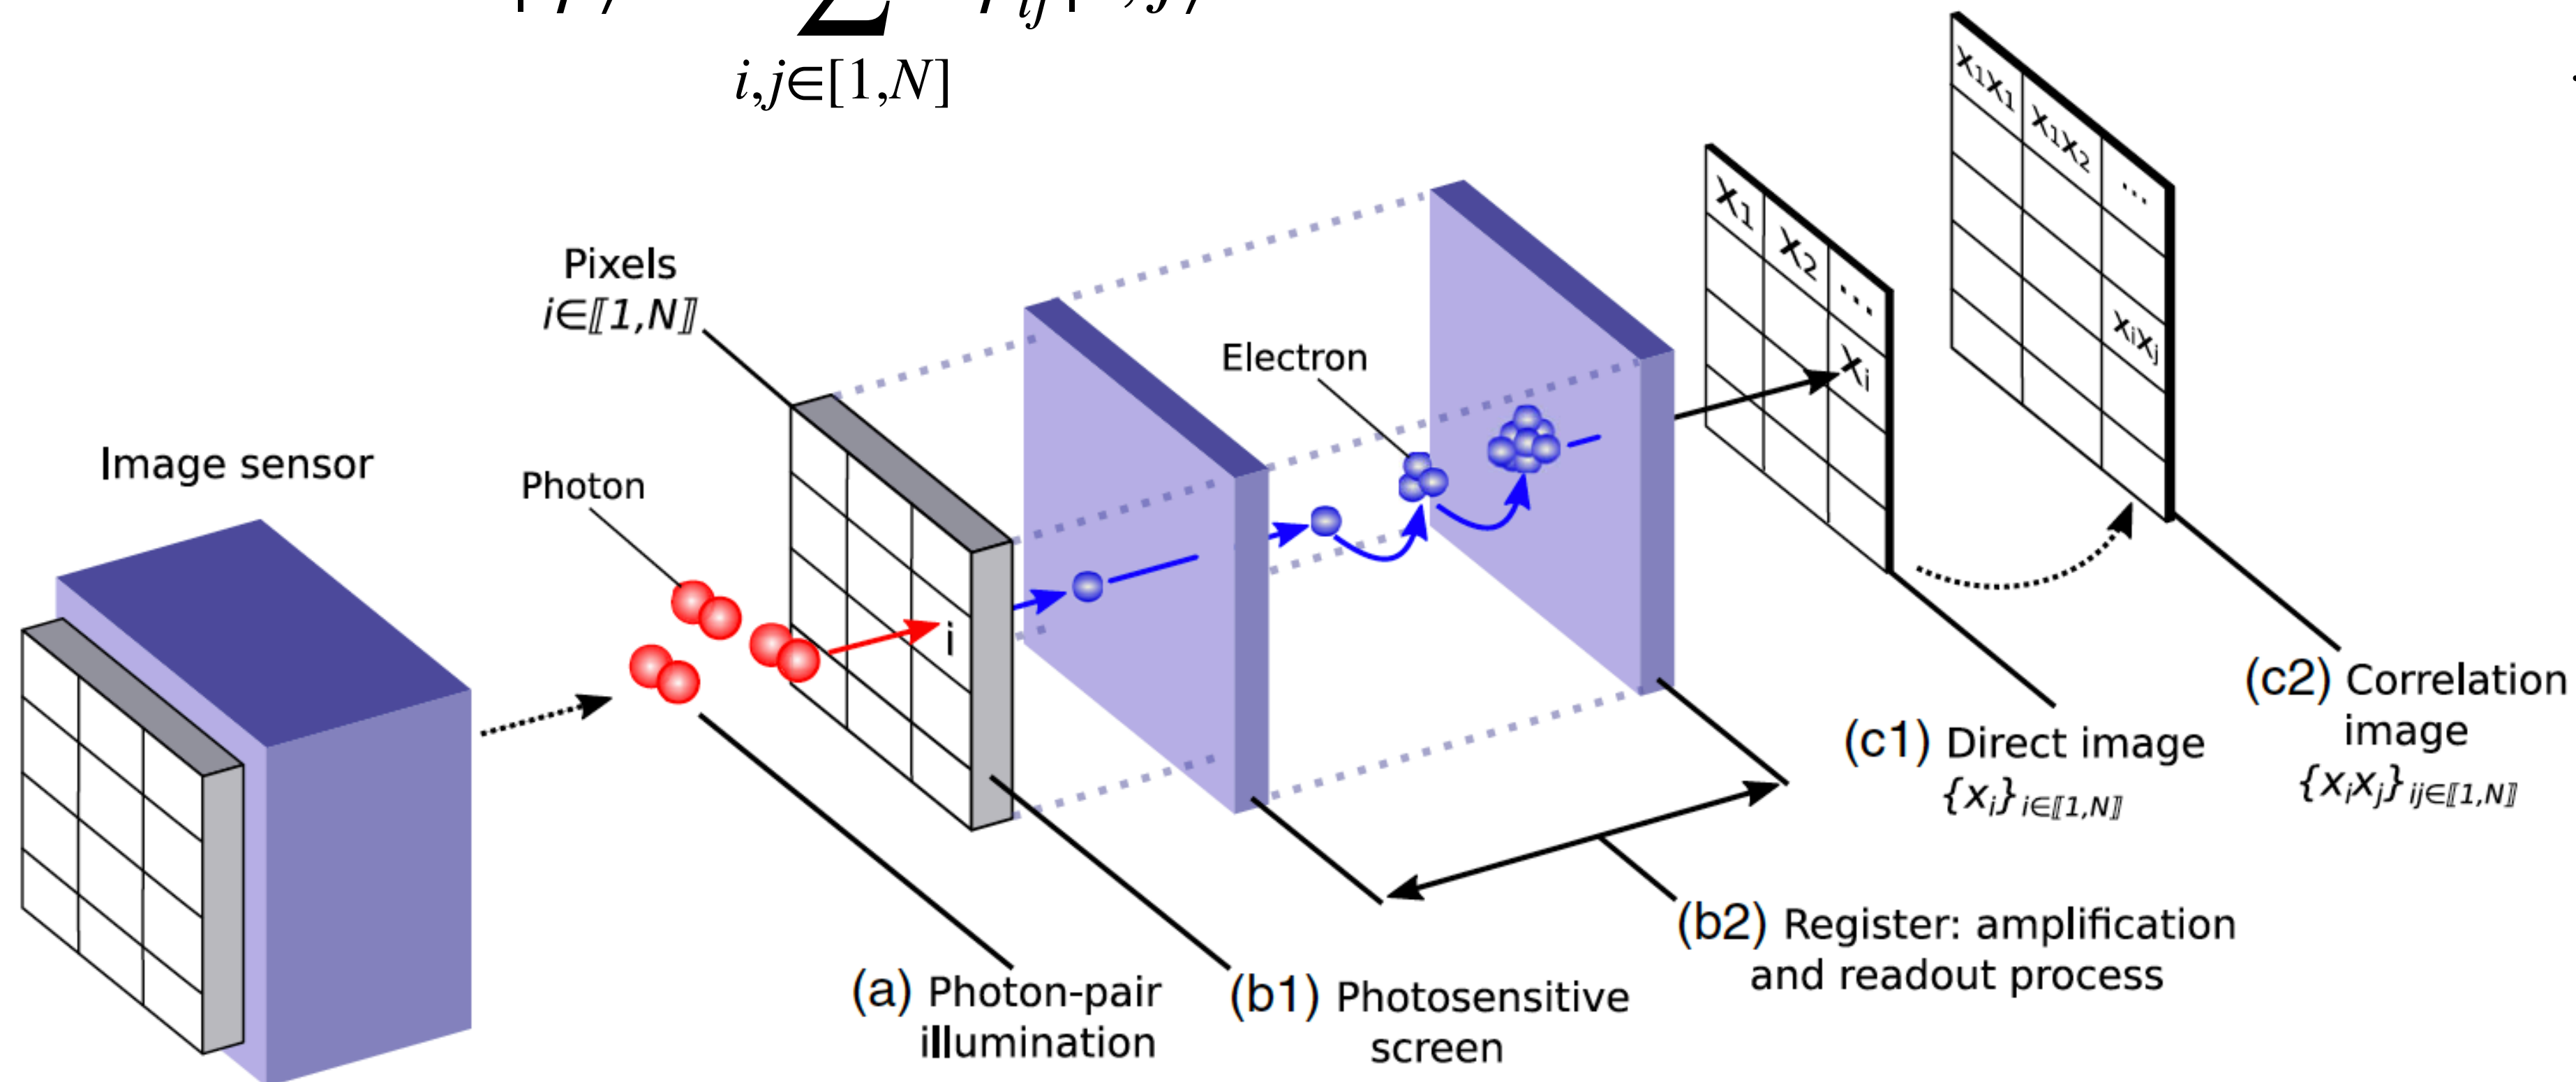 i,j∈[1,N]
x₁x₁ x₁x₂ ...
xᵢxⱼ
x₁ x₂ ...
xᵢ
Pixels
i∈⟦1,N⟧
Electron
Image sensor
Photon
i
(a) Photon-pair
illumination
(b1) Photosensitive
screen
(b2) Register: amplification
and readout process
(c1) Direct image
{xᵢ}i∈⟦1,N⟧
(c2) Correlation
image
{xᵢxⱼ}ij∈⟦1,N⟧